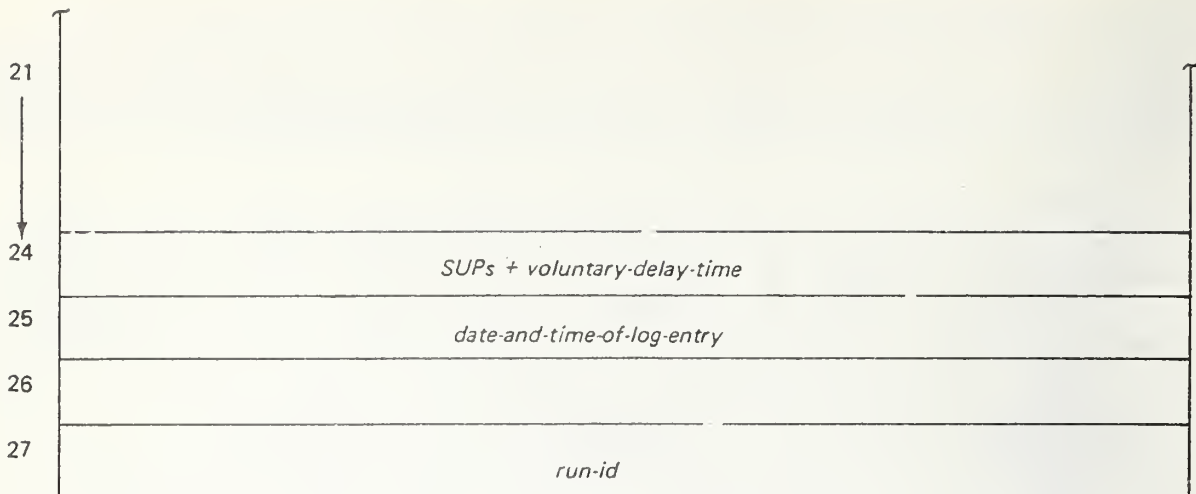 21
24
SUPs + voluntary-delay-time
25
date-and-time-of-log-entry
26
27
run-id